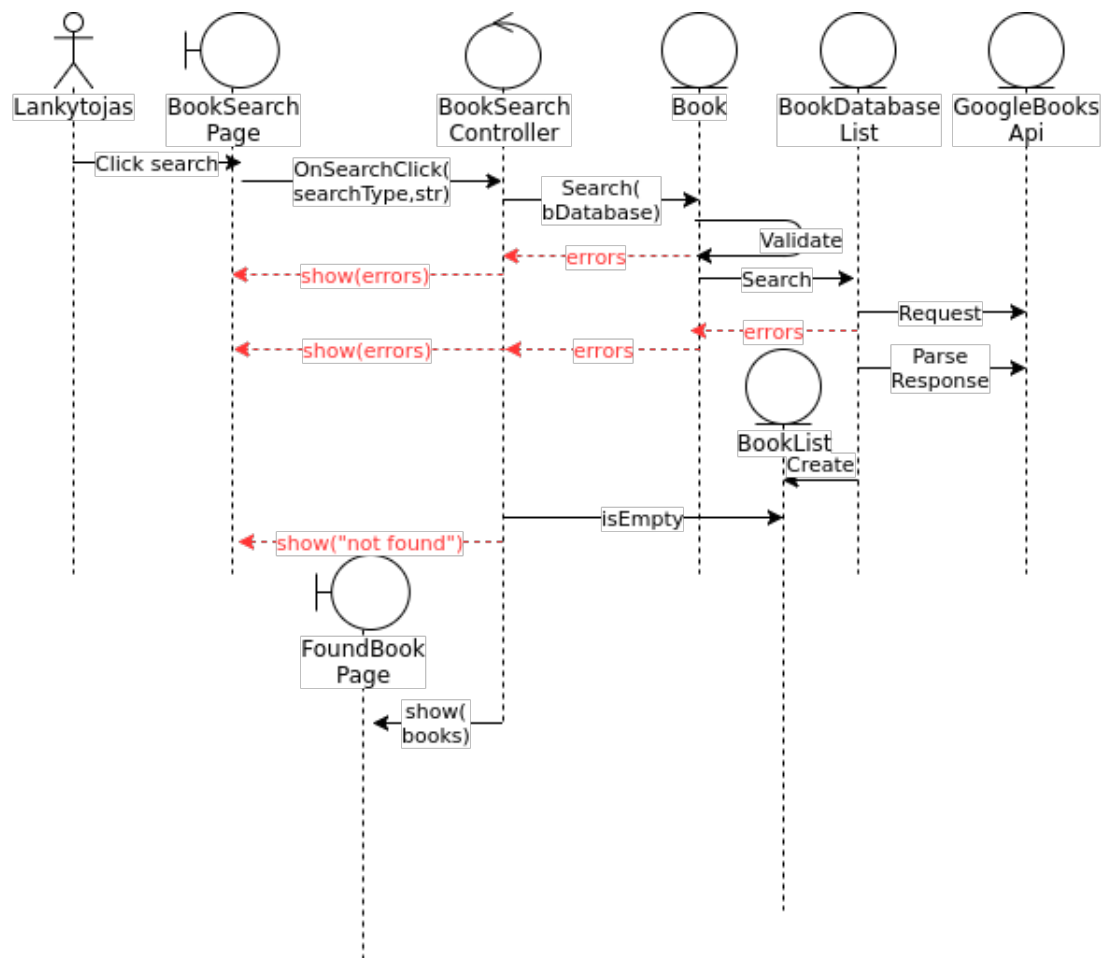 Lankytojas
BookSearch
Page
BookSearch
Controller
Book
BookDatabase
List
GoogleBooks
Api
Click search
OnSearchClick(
searchType,str)
Search(
bDatabase)
Validate
errors
show(errors)
Search
Request
errors
show(errors)
errors
Parse
Response
BookList
Create
isEmpty
show("not found")
FoundBook
Page
show(
books)